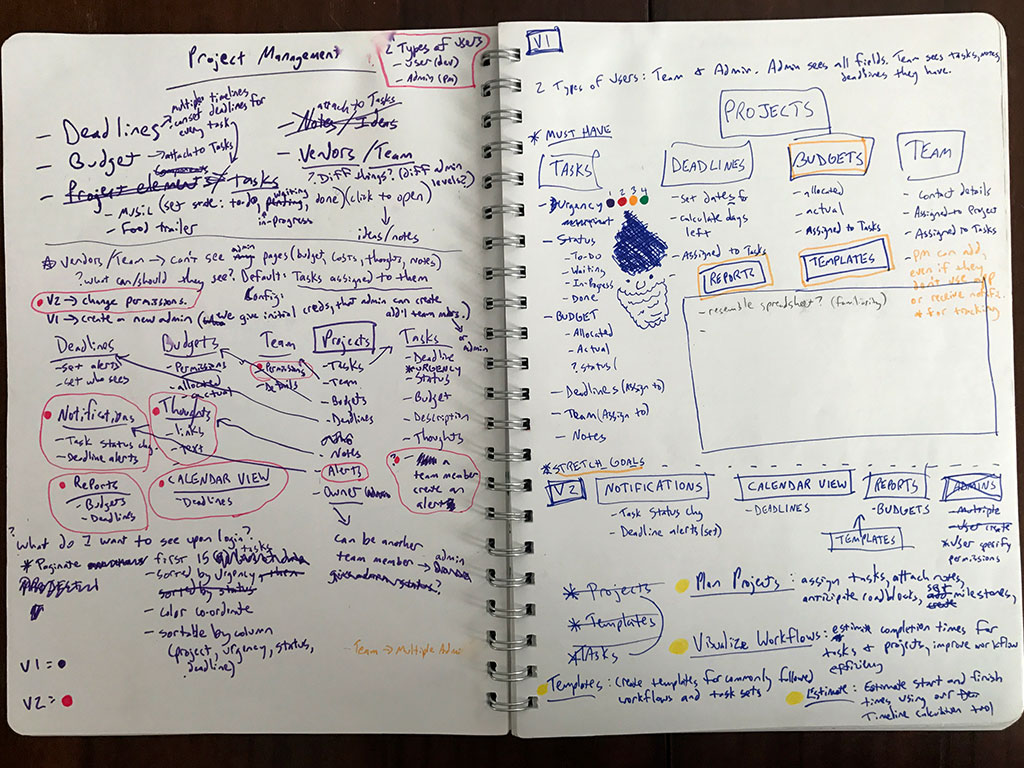 Project Management
2 Types of users
- User (dev)
- Admin (pm)
multiple timelines
unset deadlines for
every task
- Deadlines
- Budget → attach to Tasks
components
- Project elements / Tasks
- MUSIC (set state: to do, waiting, done) (click to open)
in-progress
- Food trailer
attach to Tasks
- Notes / Ideas
- Vendors / Team
? Diff things? (Diff admin
levels?)
ideas/notes
* Vendors/Team → Can't see admin pages (budget, costs, thoughts, notes)
? what can/should they see? Default: Tasks assigned to them
V2 → change permissions.
Config:
V1 → create a new admin (we give initial creds, that admin can create
add'l team mbrs.)
or
admin
Deadlines
- set alerts
- set who sees
Budgets
- Permissions
- allocated
- actual
Team
- Permissions
- Details
Projects
- Tasks
- Team
- Budgets
- Deadlines
- Notes
- Alerts
- Owner
Tasks
- Deadline
* URGENCY
- Status
- Budget
- Description
- Thoughts
Notifications
- Task Status chg.
- Deadline alerts
Thoughts
- links
- text
-
Reports
- Budgets
- Deadlines
CALENDAR VIEW
- Deadlines
? - a
team member
create an
alert
can be another
team member → admin
given admin status?
? What do I want to see upon login?
* Paginate first 15 tasks
PROJECTID
- sorted by urgency, then
sorted by status
- color co-ordinate
- sortable by column
(project, urgency, status,
deadline)
- Team → Multiple Admin
V1 = ●
V2 = ●
V1
2 Types of Users: Team & Admin. Admin sees all fields. Team sees tasks, notes,
deadlines they have.
PROJECTS
* MUST HAVE
TASKS
- Urgency
1 2 3 4
- Status
- To-Do
- Waiting
- In-Progress
- Done
- BUDGET
- Allocated
- Actual
? status (
- Deadlines (Assign to)
- Team (Assign to)
- Notes
DEADLINES
- set dates for
- calculate days
left
- Assigned to Tasks
BUDGETS
- allocated
- actual
- Assigned to Tasks
TEAM
- Contact details
- Assigned to Project
- Assigned to Tasks
- PM can add,
even if they
don't use app
or receive notifs.
* for tracking
REPORTS
TEMPLATES
- resemble spreadsheet? (familiarity)
-
* STRETCH GOALS
V2
NOTIFICATIONS
- Task Status chg
- Deadline alerts (set)
CALENDAR VIEW
- DEADLINES
REPORTS
- BUDGETS
TEMPLATES
ADMINS
- Multiple
- User create
* User specify
permissions
* Projects
* Templates
* Tasks
Plan Projects: assign tasks, attach notes,
anticipate roadblocks, set milestones,
create
Visualize Workflows: estimate completion times for
tasks & projects, improve workflow
efficiency
Templates: Create templates for commonly followed
workflows and task sets
Estimate: Estimate start and finish
times using our
Timeline Calculation tool